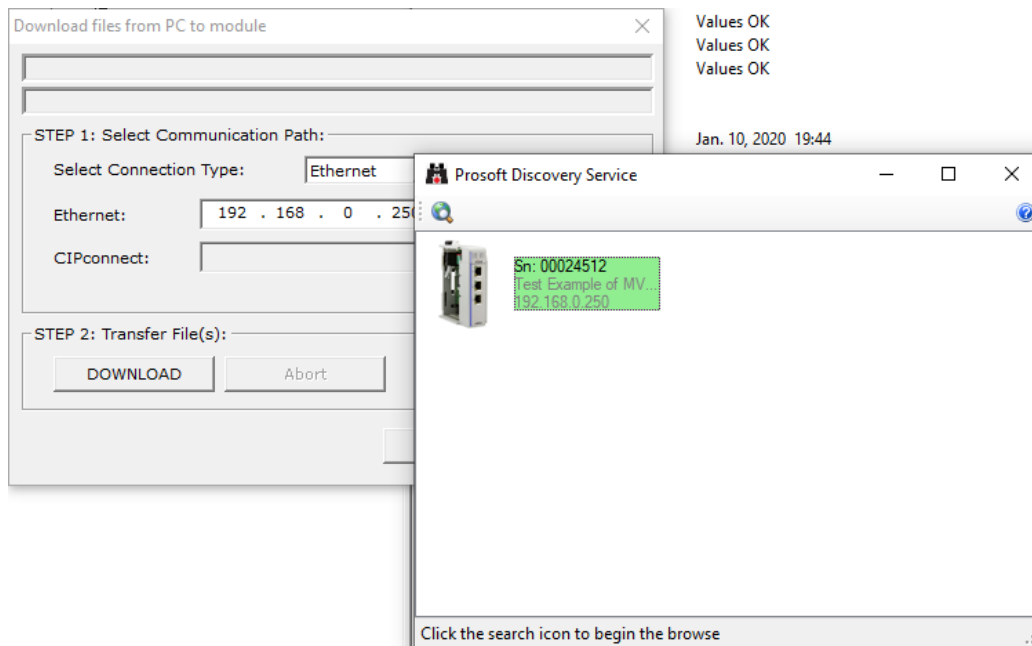 Download files from PC to module
Values OK
Values OK
Values OK
STEP 1: Select Communication Path:
Jan. 10, 2020 19:44
Select Connection Type:
Ethernet
Ethernet:
192 . 168 . 0 . 250
CIPconnect:
STEP 2: Transfer File(s):
DOWNLOAD
Abort
Prosoft Discovery Service
Sn: 00024512
Test Example of MV...
192.168.0.250
Click the search icon to begin the browse